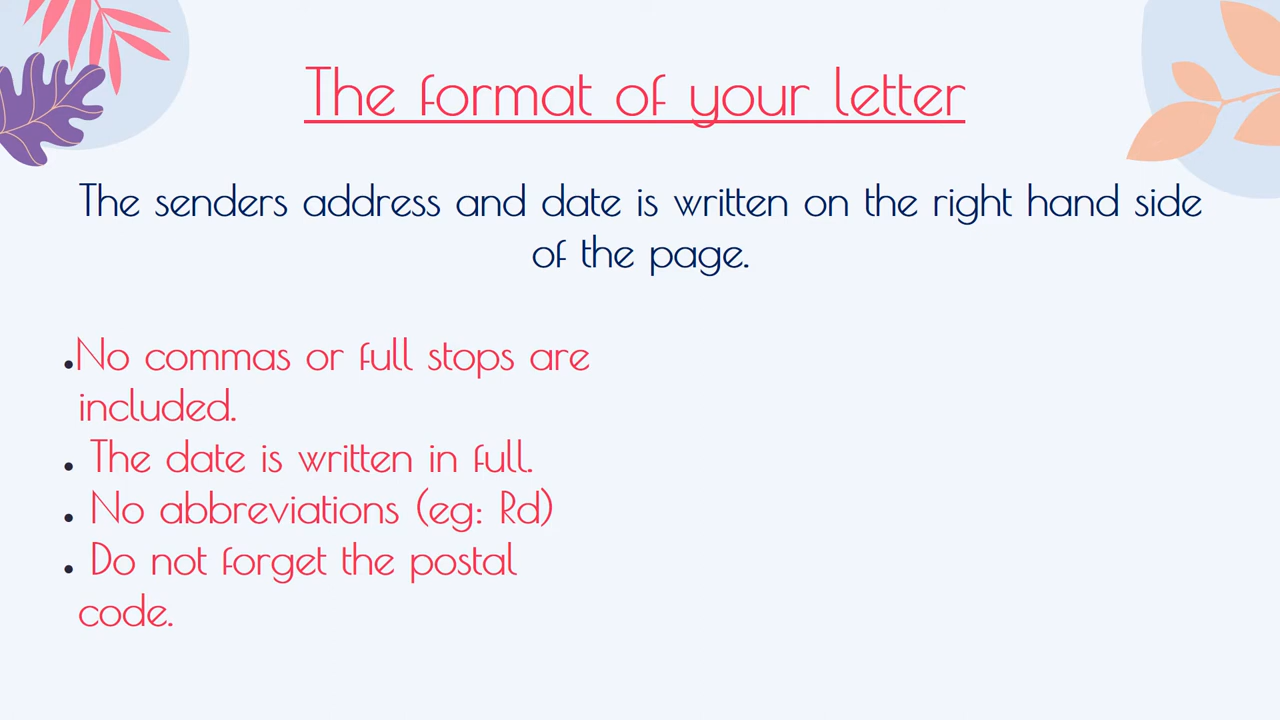 The format of your letter
The senders address and date is written on the right hand side
of the page.
•No commas or full stops are
included.
• The date is written in full.
• No abbreviations (eg: Rd)
• Do not forget the postal
code.